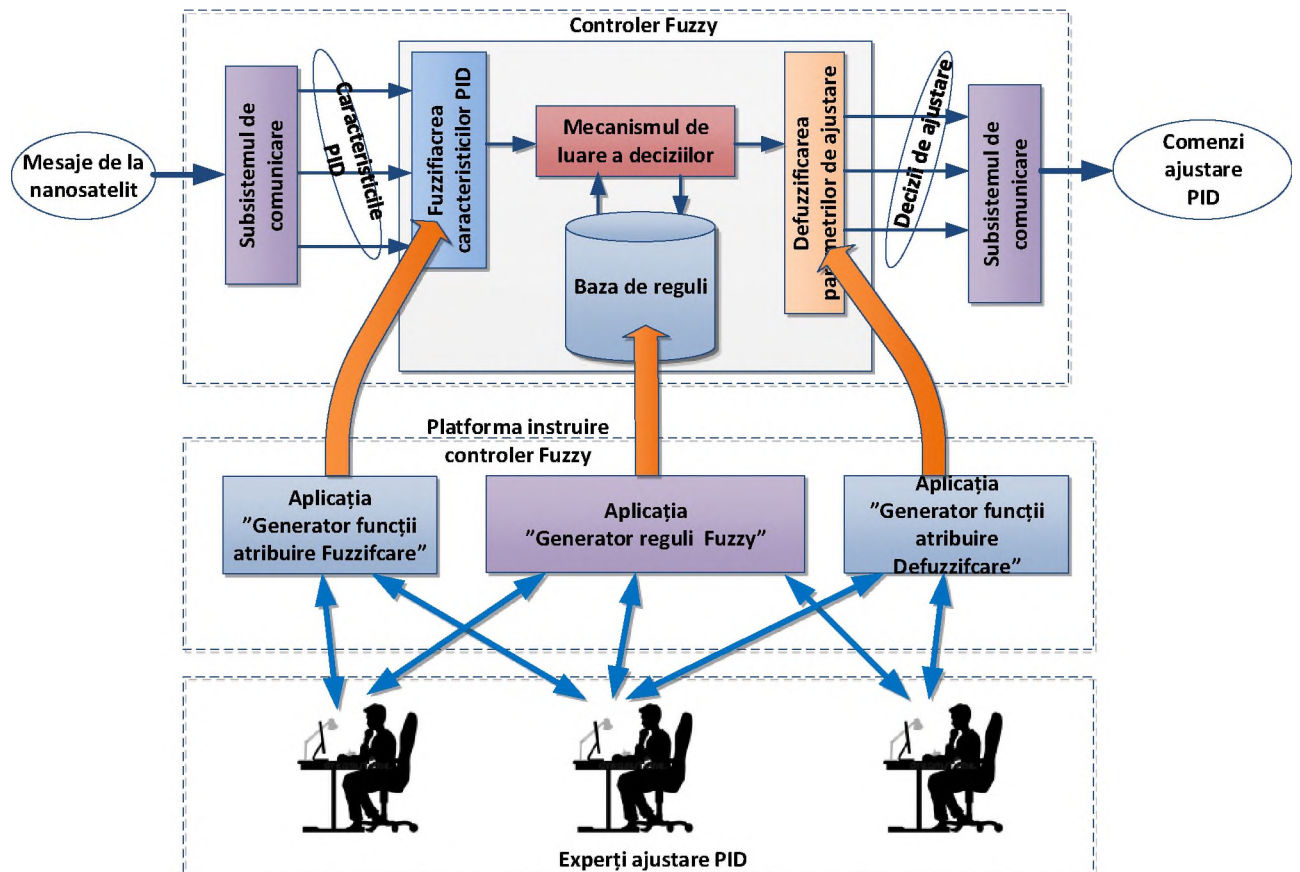 Controler Fuzzy
Mesaje de la
nanosatelit
Subsistemul de
comunicare
Caracteristicile
PID
Fuzzifiacrea
caracteristicilor PID
Mecanismul de
luare a deciziilor
Baza de reguli
Defuzzificarea
parametrilor de ajustare
Decizii de ajustare
Subsistemul de
comunicare
Comenzi
ajustare
PID
Platforma instruire
controler Fuzzy
Aplicația
”Generator funcții
atribuire Fuzzifcare”
Aplicația
”Generator reguli Fuzzy”
Aplicația
”Generator funcții
atribuire
Defuzzifcare”
Experți ajustare PID